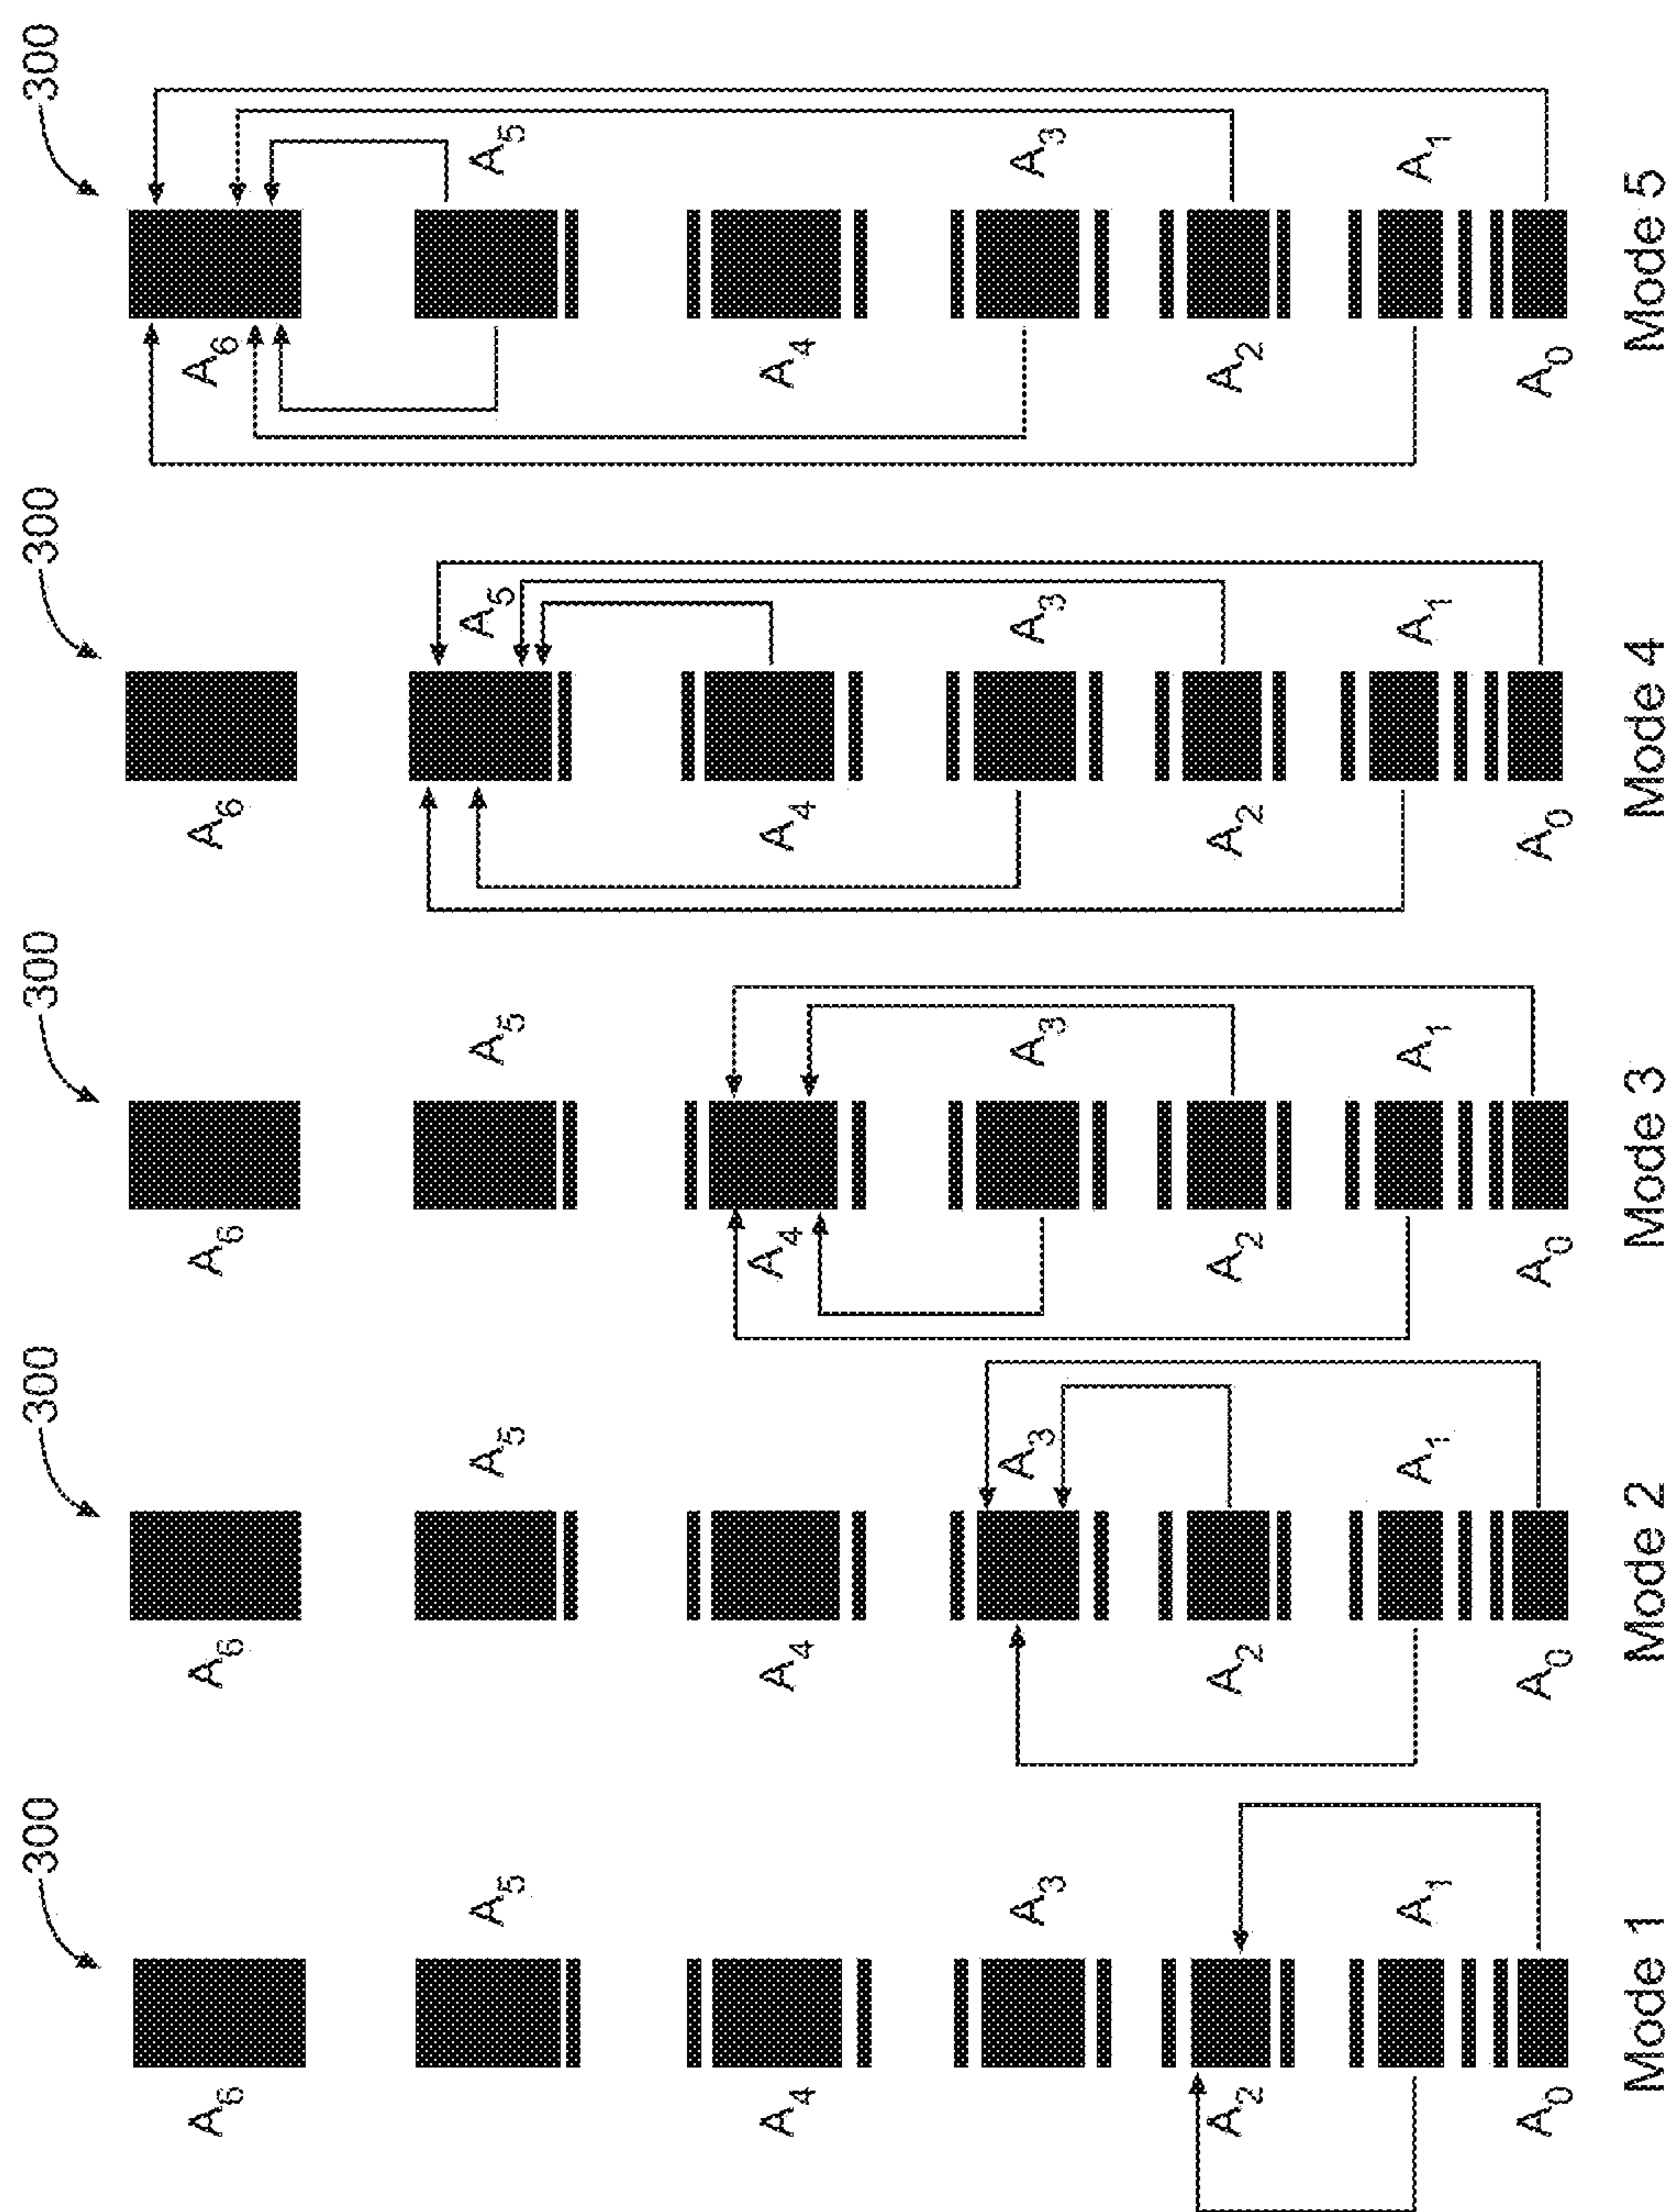 300 300 300 300 300
A₆ A₆ A₆ A₆ A₆
A₅ A₅ A₅ A₅ A₅
A₄ A₄ A₄ A₄ A₄
A₃ A₃ A₃ A₃ A₃
A₂ A₂ A₂ A₂ A₂
A₁ A₁ A₁ A₁ A₁
A₀ A₀ A₀ A₀ A₀
Mode 1 Mode 2 Mode 3 Mode 4 Mode 5